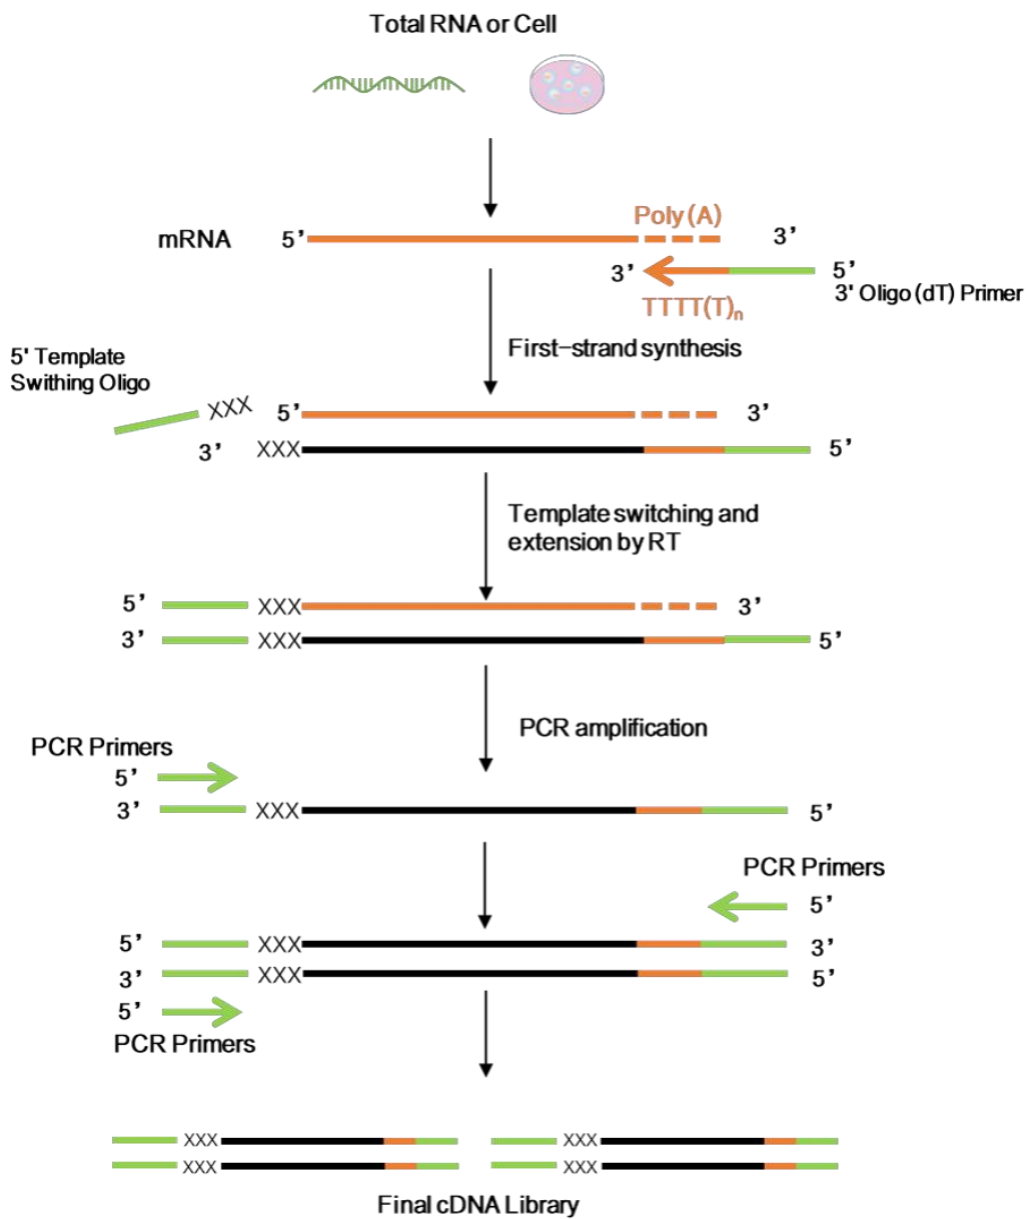 Total RNA or Cell
Poly(A)
mRNA 5’ 3’
3’ 5’
3' Oligo(dT) Primer
TTTT(T)n
First-strand synthesis
5' Template
Swithing Oligo
XXX 5’ 3’
3’ XXX 5’
Template switching and
extension by RT
5’ XXX 3’
3’ XXX 5’
PCR amplification
PCR Primers
5’
3’ XXX 5’
PCR Primers
5’
5’ XXX 3’
3’ XXX 5’
5’
PCR Primers
XXX XXX
XXX XXX
Final cDNA Library